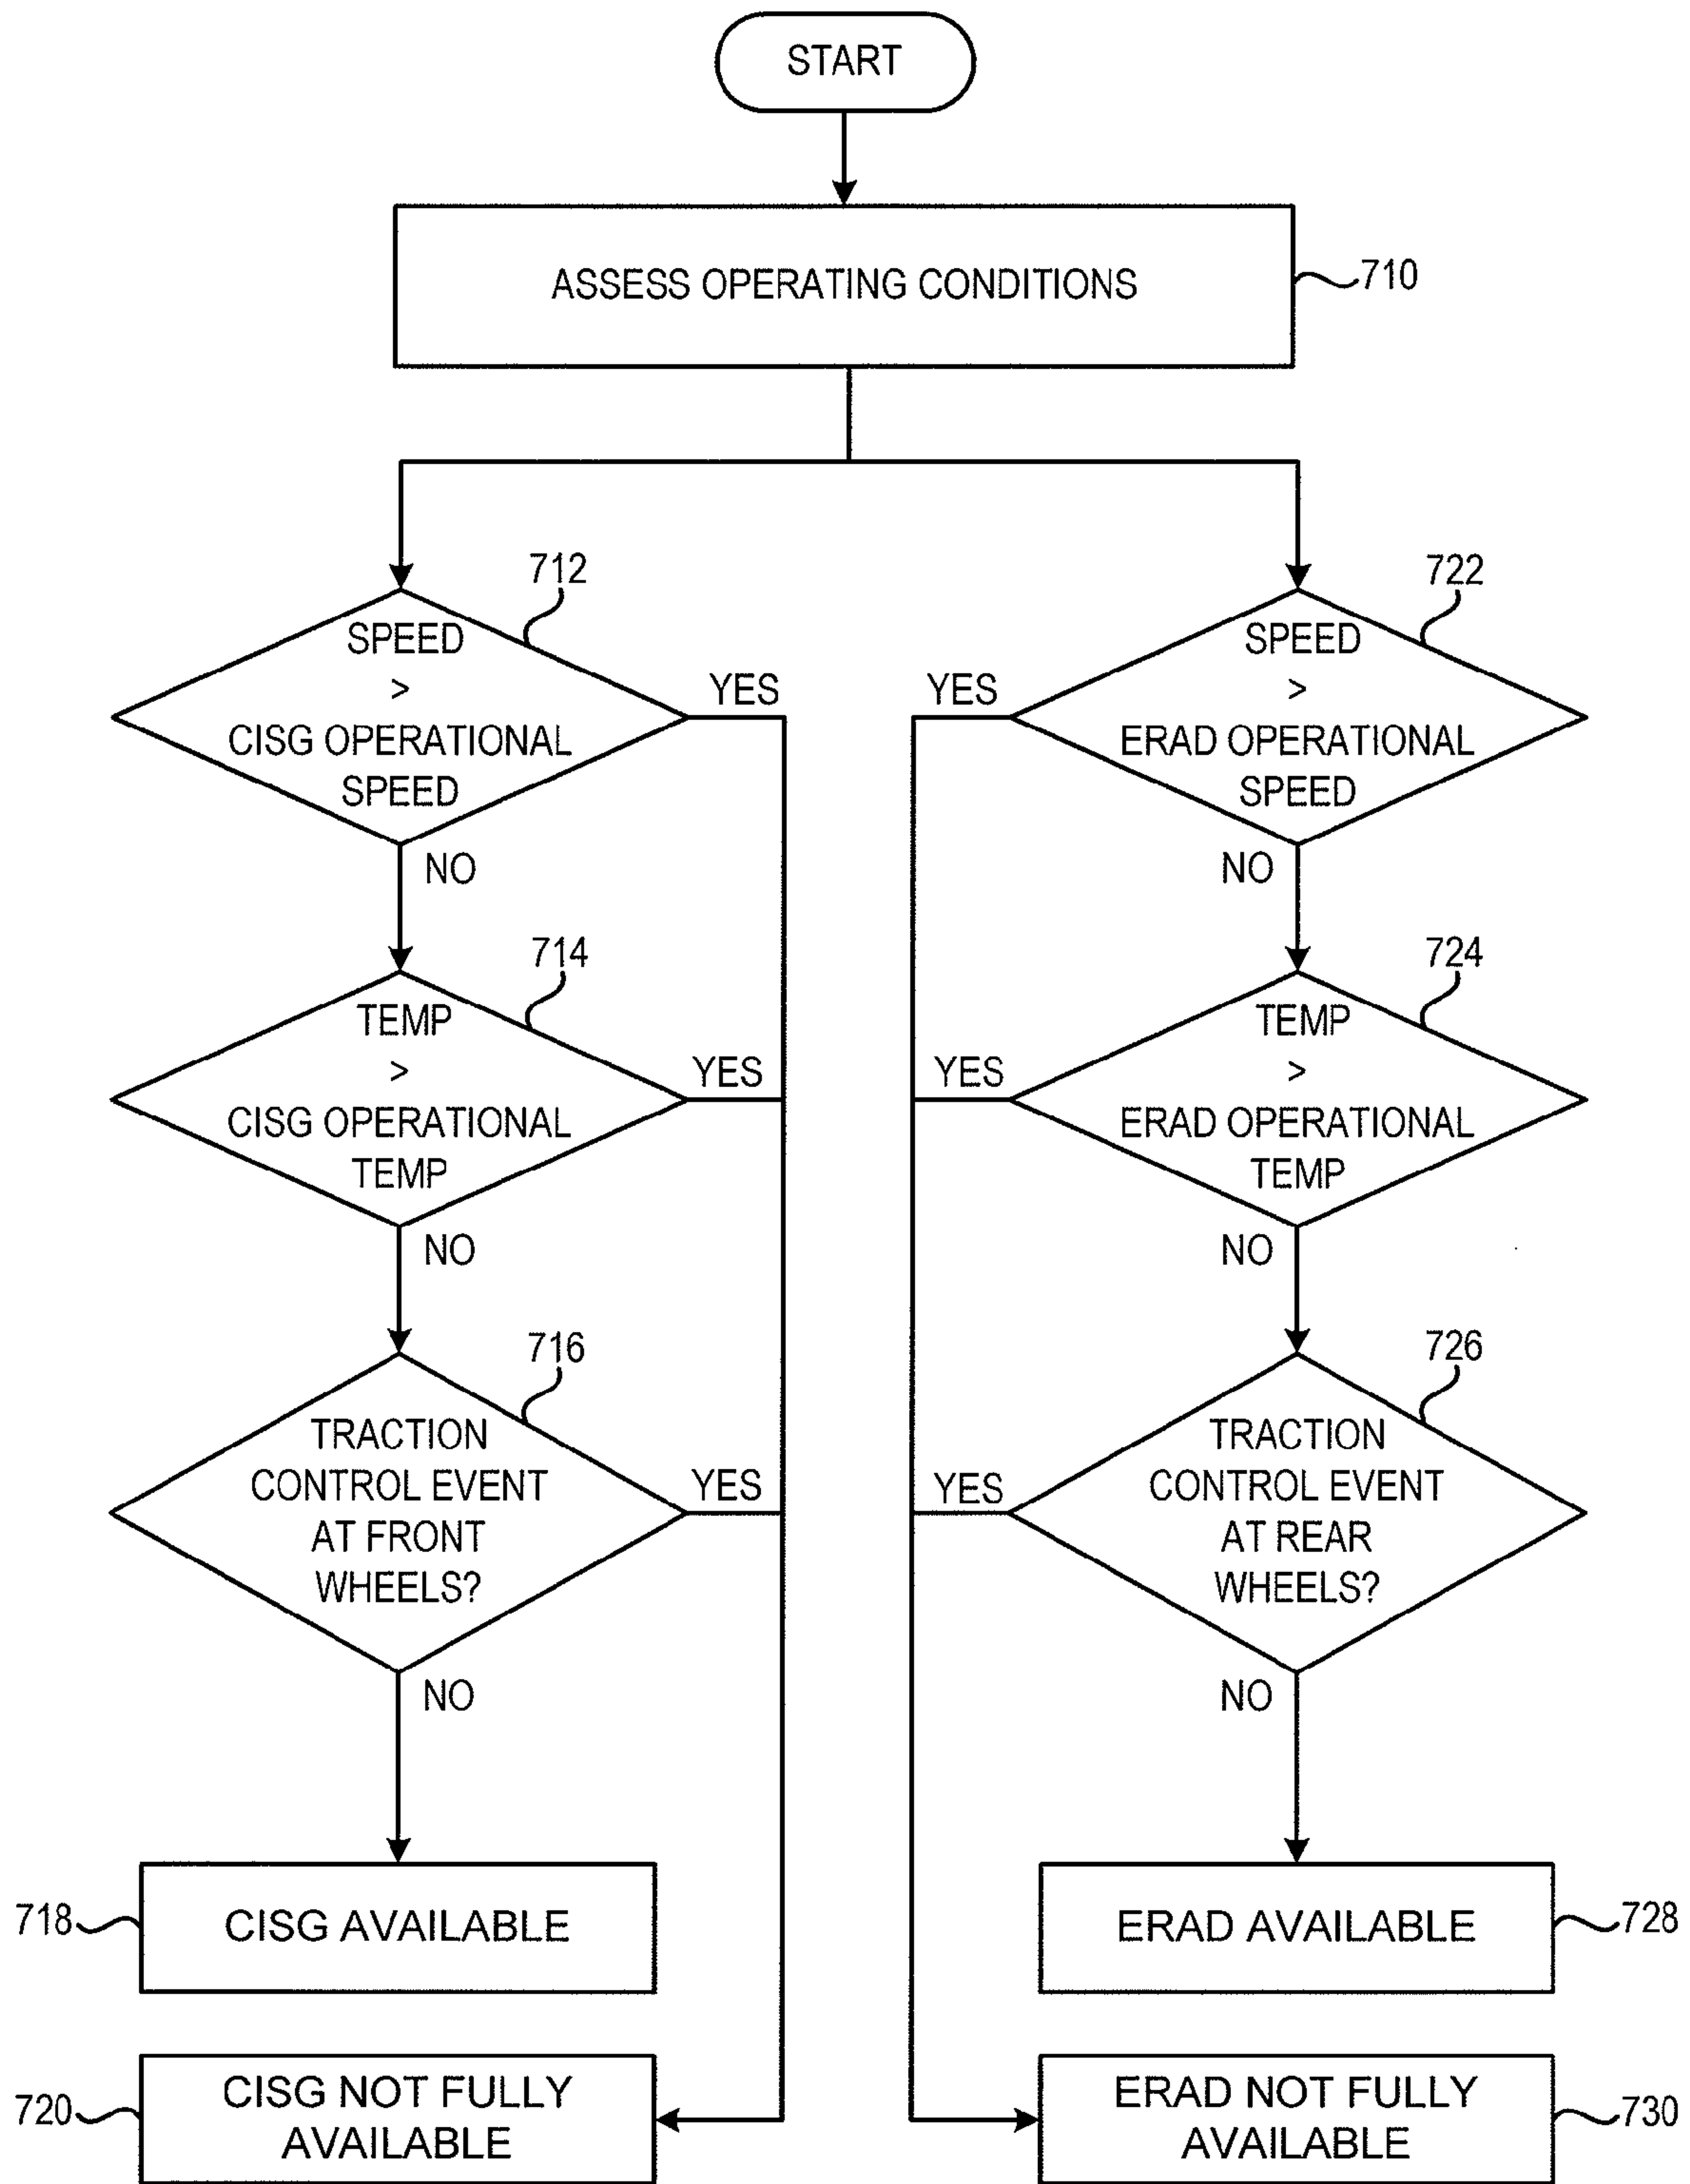 START
ASSESS OPERATING CONDITIONS
710
712
SPEED
>
CISG OPERATIONAL
SPEED
YES
NO
722
SPEED
>
ERAD OPERATIONAL
SPEED
YES
NO
714
TEMP
>
CISG OPERATIONAL
TEMP
YES
NO
724
TEMP
>
ERAD OPERATIONAL
TEMP
YES
NO
716
TRACTION
CONTROL EVENT
AT FRONT
WHEELS?
YES
NO
726
TRACTION
CONTROL EVENT
AT REAR
WHEELS?
YES
NO
718
CISG AVAILABLE
ERAD AVAILABLE
728
720
CISG NOT FULLY
AVAILABLE
ERAD NOT FULLY
AVAILABLE
730